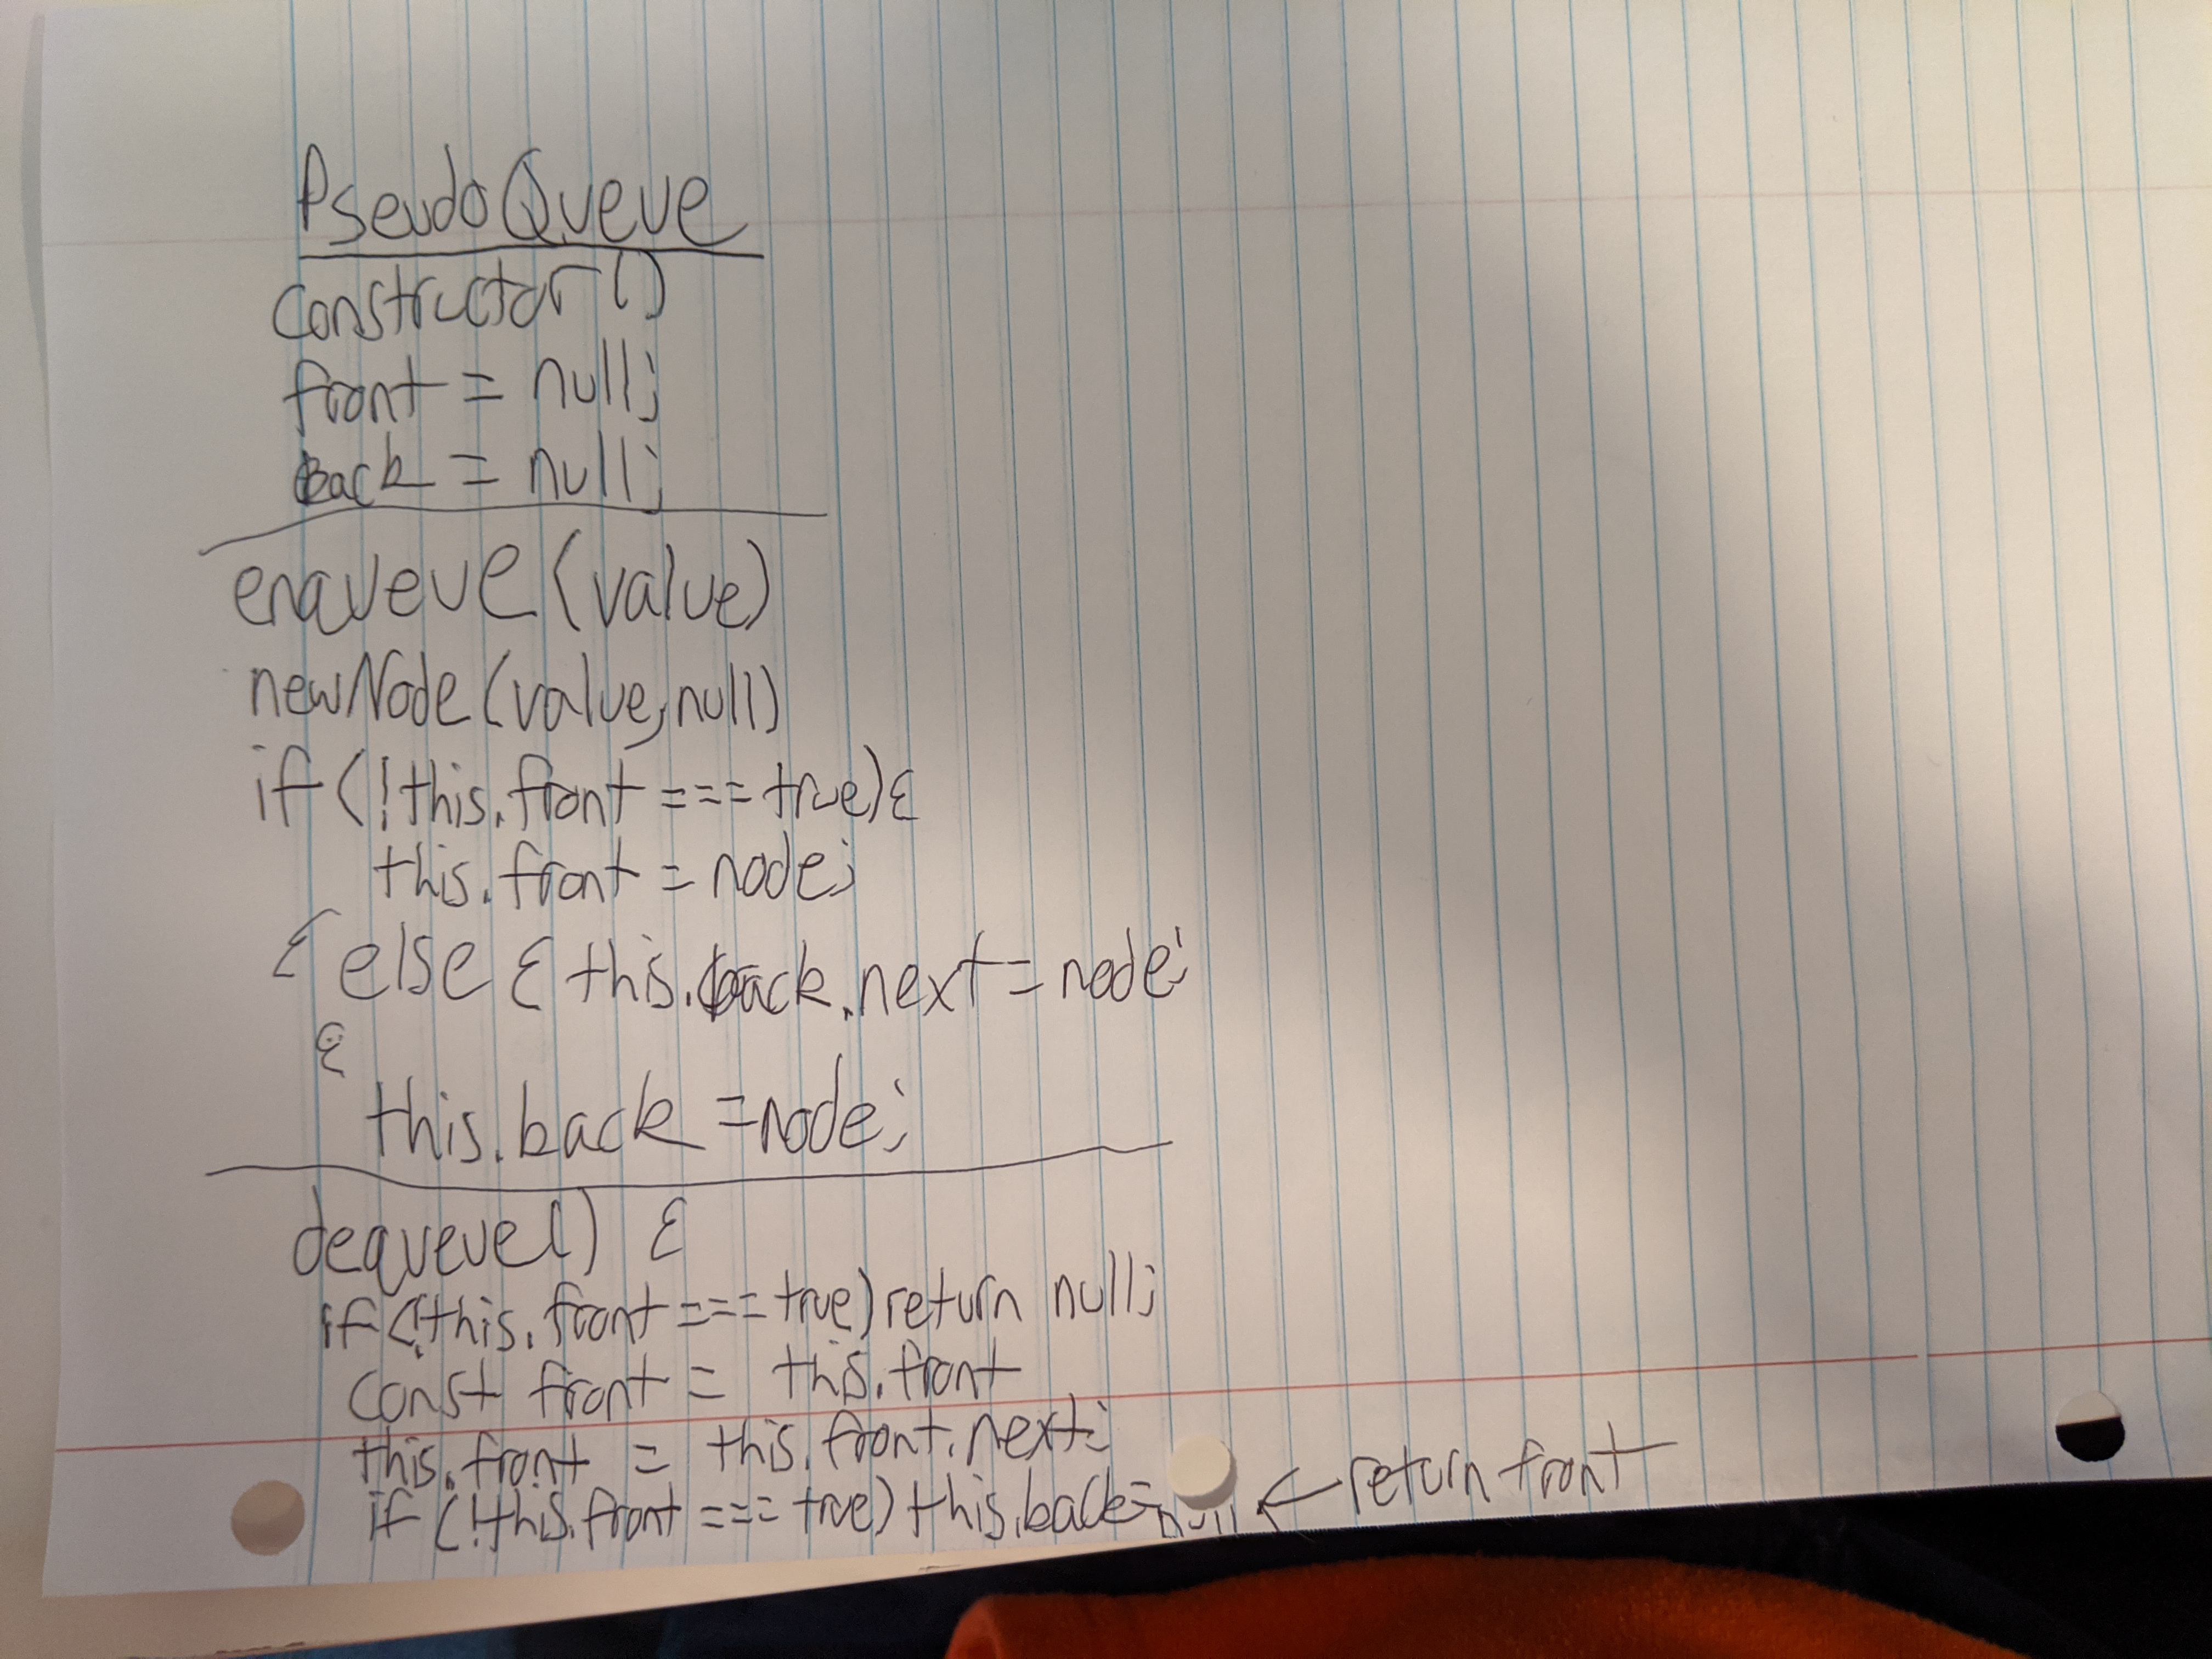 PseudoQueue
Constructor()
front = null;
back = null;
enqueue(value)
newNode(value, null)
if (!this.front === true){
this.front = node;
} else { this.back.next = node;
}
this.back = node;
dequeue() {
if (!this.front === true) return null;
Const front = this.front
this.front = this.front.next;
if (!this.front === true) this.back = null ← return front